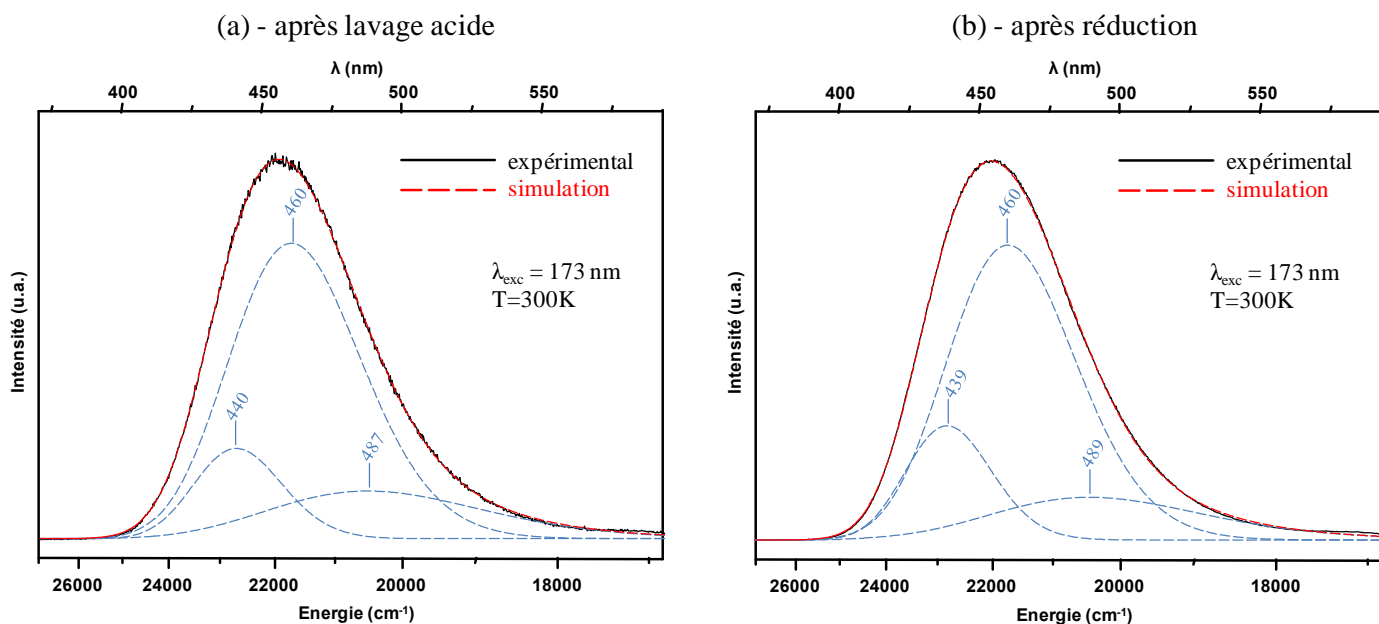 (a) - après lavage acide
λ (nm)
400 450 500 550
expérimental
simulation
460
λexc = 173 nm
T=300K
440
487
Intensité (u.a.)
26000 24000 22000 20000 18000
Energie (cm-1)
(b) - après réduction
λ (nm)
400 450 500 550
expérimental
simulation
460
λexc = 173 nm
T=300K
439
489
Intensité (u.a.)
26000 24000 22000 20000 18000
Energie (cm-1)